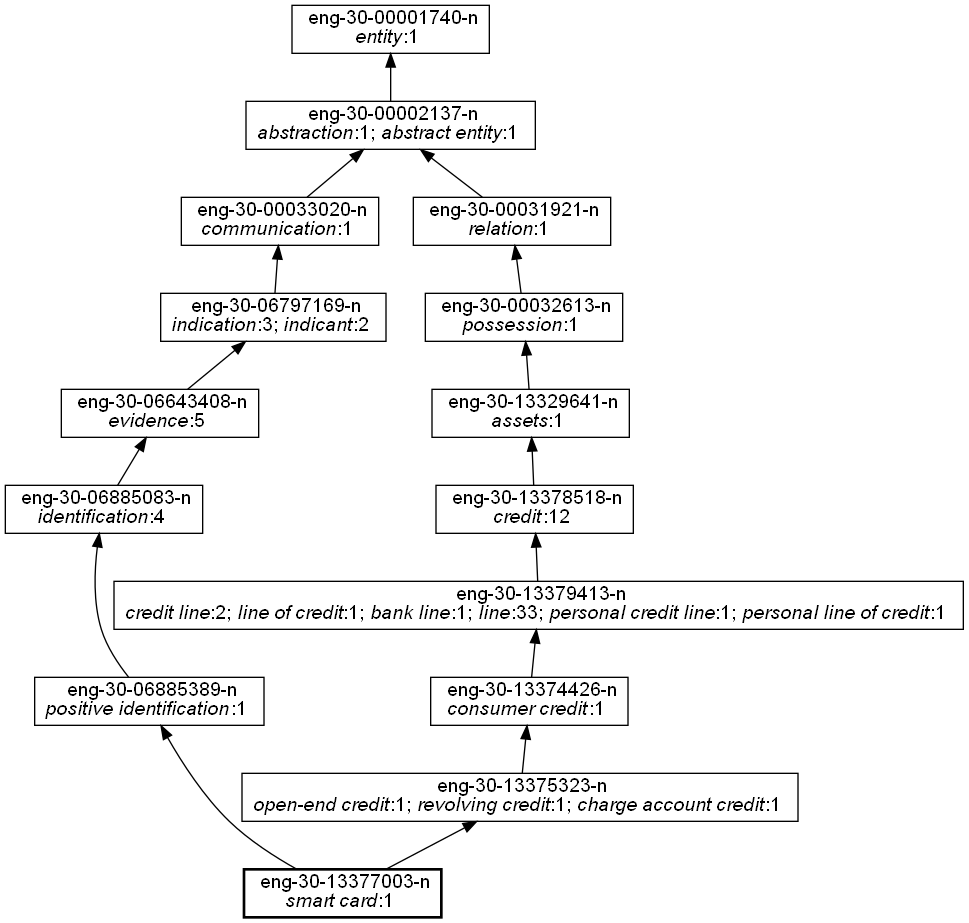 eng-30-00001740-n
entity:1
eng-30-00002137-n
abstraction:1; abstract entity:1
eng-30-00033020-n
communication:1
eng-30-00031921-n
relation:1
eng-30-06797169-n
indication:3; indicant:2
eng-30-00032613-n
possession:1
eng-30-06643408-n
evidence:5
eng-30-13329641-n
assets:1
eng-30-06885083-n
identification:4
eng-30-13378518-n
credit:12
eng-30-13379413-n
credit line:2; line of credit:1; bank line:1; line:33; personal credit line:1; personal line of credit:1
eng-30-06885389-n
positive identification:1
eng-30-13374426-n
consumer credit:1
eng-30-13375323-n
open-end credit:1; revolving credit:1; charge account credit:1
eng-30-13377003-n
smart card:1